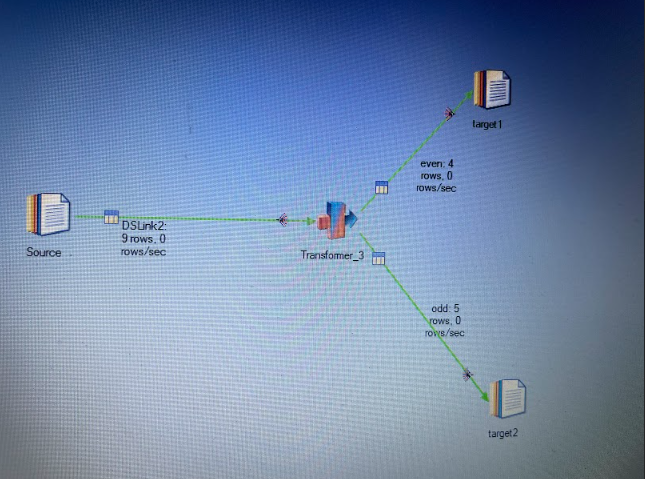 target1
even: 4
rows, 0
rows/sec
DSLink2:
9 rows, 0
rows/sec
Source
Transformer_3
odd: 5
rows, 0
rows/sec
target2